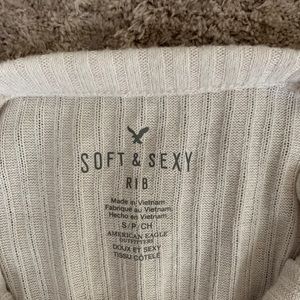 SOFT & SEXY
RIB
Made in Vietnam
Fabriqué au Vietnam
Hecho en Vietnam
S/P/CH
AMERICAN EAGLE
OUTFITTERS
DOUX ET SEXY
TISSU CÔTELÉ